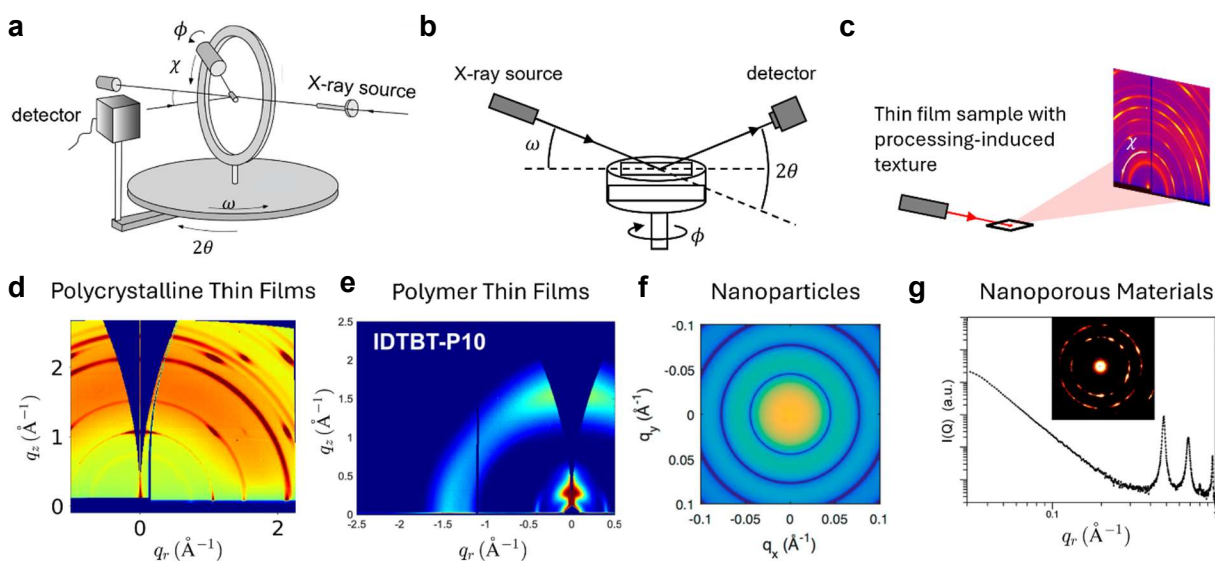 a
ϕ
χ
X-ray source
detector
ω
2θ
b
X-ray source
detector
ω
2θ
ϕ
c
Thin film sample with
processing-induced
texture
χ
d Polycrystalline Thin Films
2
1
0
q_z (Å⁻¹)
0 2
q_r (Å⁻¹)
e Polymer Thin Films
IDTBT-P10
2.5
2
1.5
1
0.5
0
q_z (Å⁻¹)
-2.5 -2 -1.5 -1 -0.5 0 0.5
q_r (Å⁻¹)
f Nanoparticles
-0.1
-0.05
0
0.05
0.1
q_y (Å⁻¹)
-0.1 -0.05 0 0.05 0.1
q_x (Å⁻¹)
g Nanoporous Materials
I(Q) (a.u.)
0.1 1
q_r (Å⁻¹)